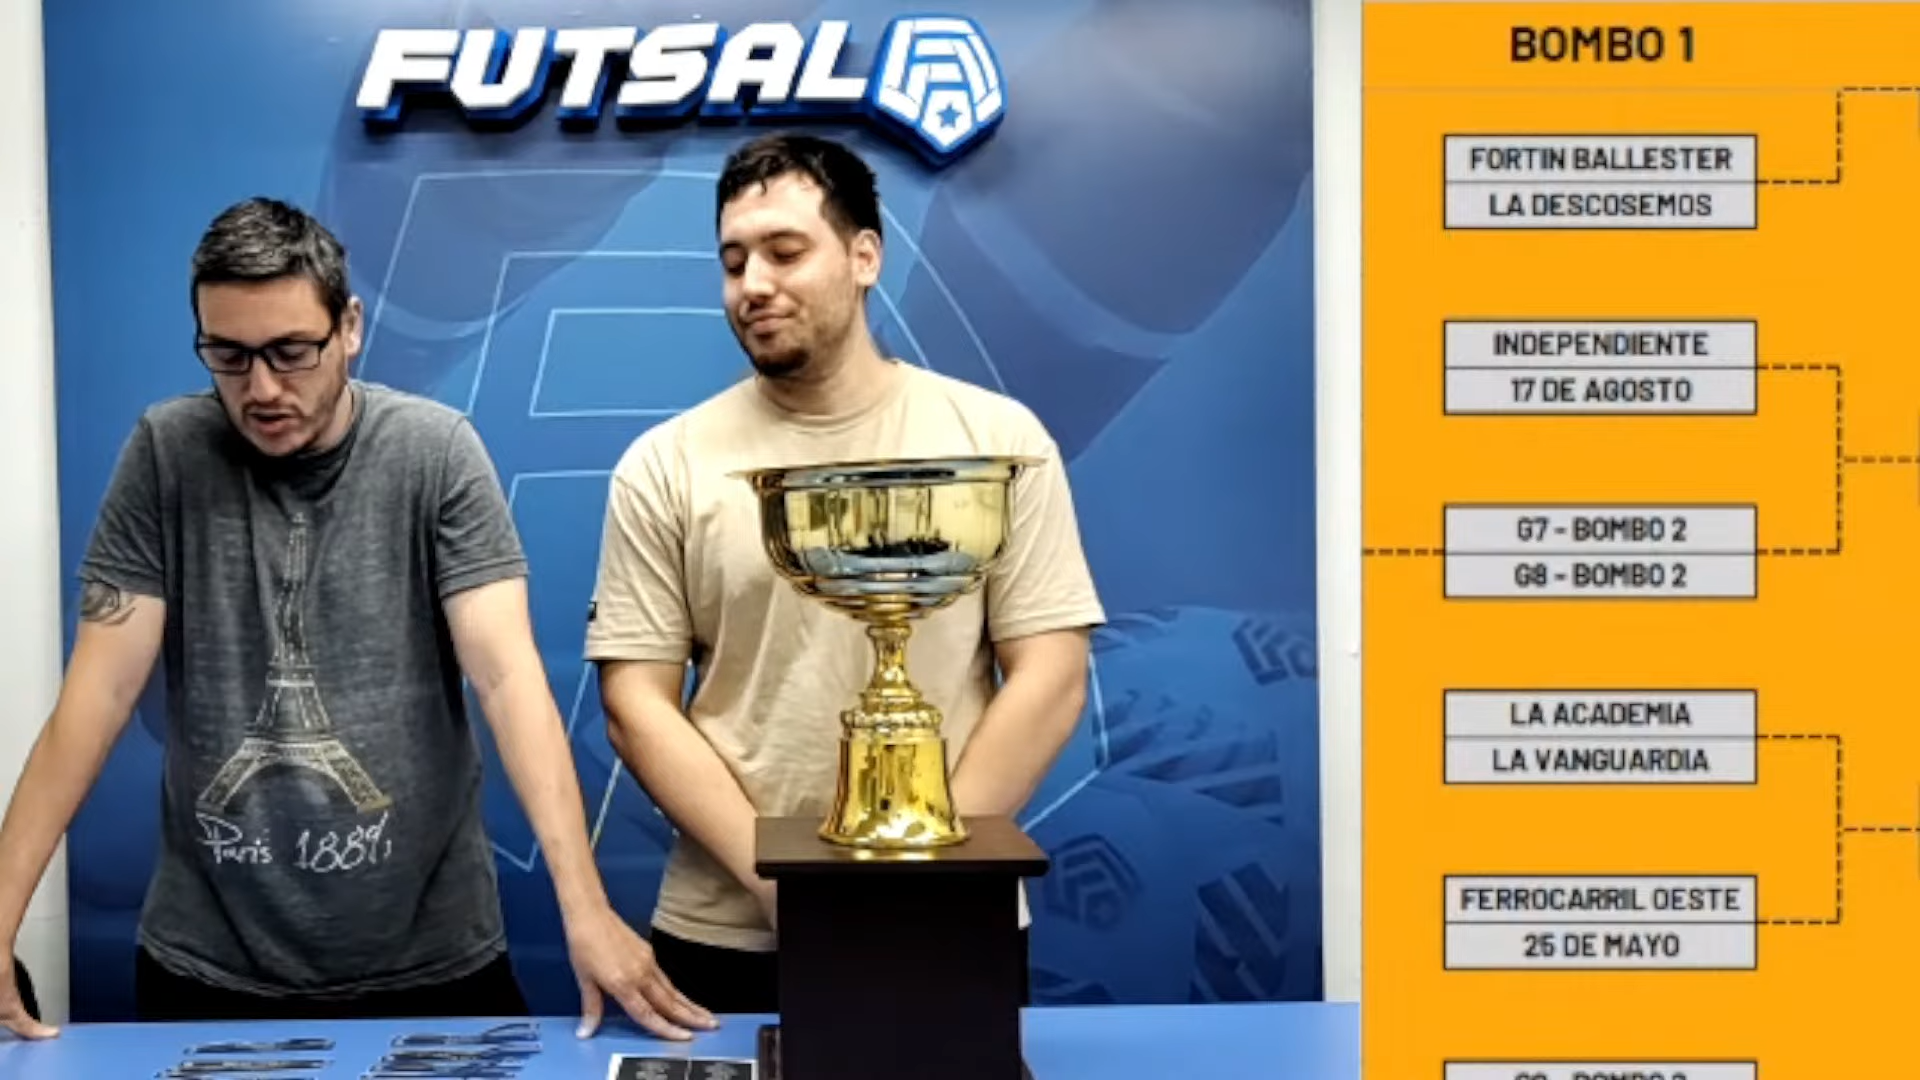 FUTSAL
Paris 1889
BOMBO 1
FORTIN BALLESTER
LA DESCOSEMOS
INDEPENDIENTE
17 DE AGOSTO
G7 - BOMBO 2
G8 - BOMBO 2
LA ACADEMIA
LA VANGUARDIA
FERROCARRIL OESTE
25 DE MAYO